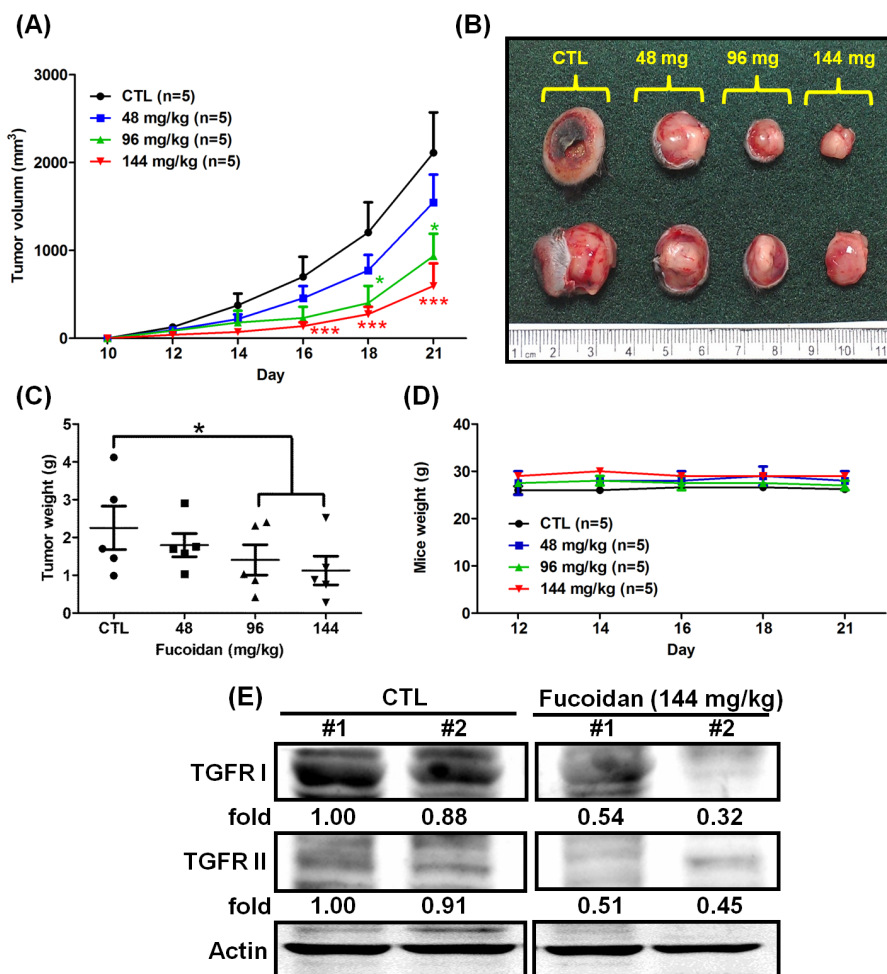 (A)
3000
2000
1000
0
Tumor volunm (mm³)
CTL (n=5)
48 mg/kg (n=5)
96 mg/kg (n=5)
144 mg/kg (n=5)
*
*
***
***
***
10 12 14 16 18 21
Day
(B)
CTL 48 mg 96 mg 144 mg
1 cm 2 3 4 5 6 7 8 9 10 11
(C)
5
4
3
2
1
0
Tumor weight (g)
*
CTL 48 96 144
Fucoidan (mg/kg)
(D)
40
30
20
10
0
Mice weight (g)
CTL (n=5)
48 mg/kg (n=5)
96 mg/kg (n=5)
144 mg/kg (n=5)
12 14 16 18 21
Day
(E)
CTL Fucoidan (144 mg/kg)
#1 #2 #1 #2
TGFR I
fold 1.00 0.88 0.54 0.32
TGFR II
fold 1.00 0.91 0.51 0.45
Actin